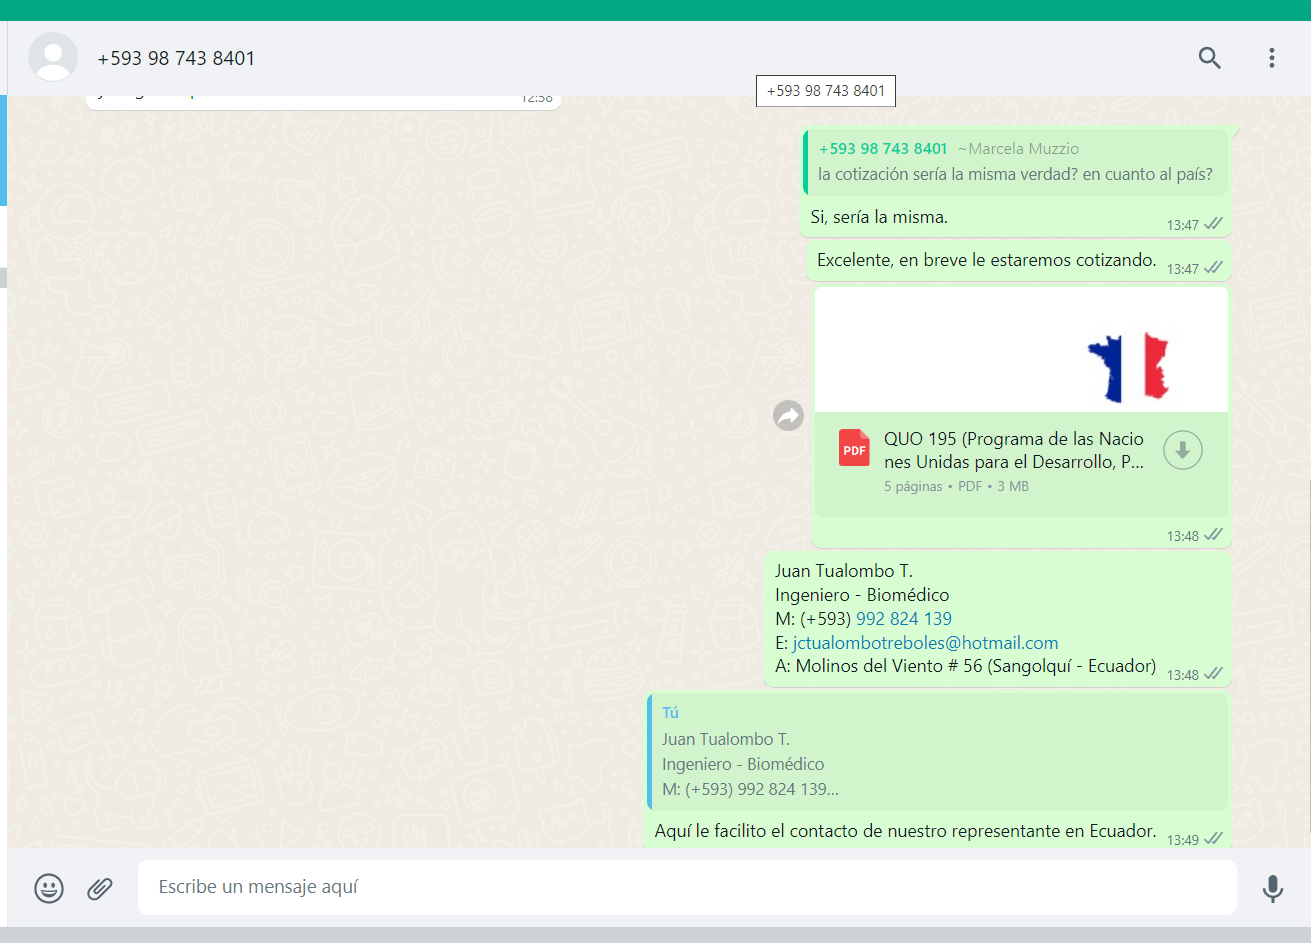 +593 98 743 8401
+593 98 743 8401
12:58
+593 98 743 8401 ~Marcela Muzzio
la cotización sería la misma verdad? en cuanto al país?
Si, sería la misma.
13:47
Excelente, en breve le estaremos cotizando.
13:47
PDF
QUO 195 (Programa de las Nacio
nes Unidas para el Desarrollo, P...
5 páginas • PDF • 3 MB
13:48
Juan Tualombo T.
Ingeniero - Biomédico
M: (+593) 992 824 139
E: jctualombotreboles@hotmail.com
A: Molinos del Viento # 56 (Sangolquí - Ecuador)
13:48
Tú
Juan Tualombo T.
Ingeniero - Biomédico
M: (+593) 992 824 139...
Aquí le facilito el contacto de nuestro representante en Ecuador.
13:49
Escribe un mensaje aquí